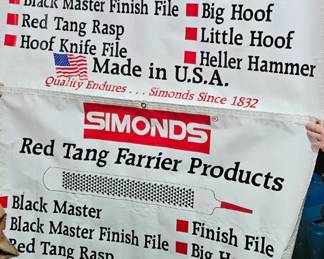 Black Master Finish File
Red Tang Rasp
Hoof Knife File
Big Hoof
Little Hoof
Heller Hammer
Made in U.S.A.
Quality Endures ... Simonds Since 1832
SIMONDS®
Red Tang Farrier Products
Black Master
Black Master Finish File
Red Tang Rasp
Finish File
Big